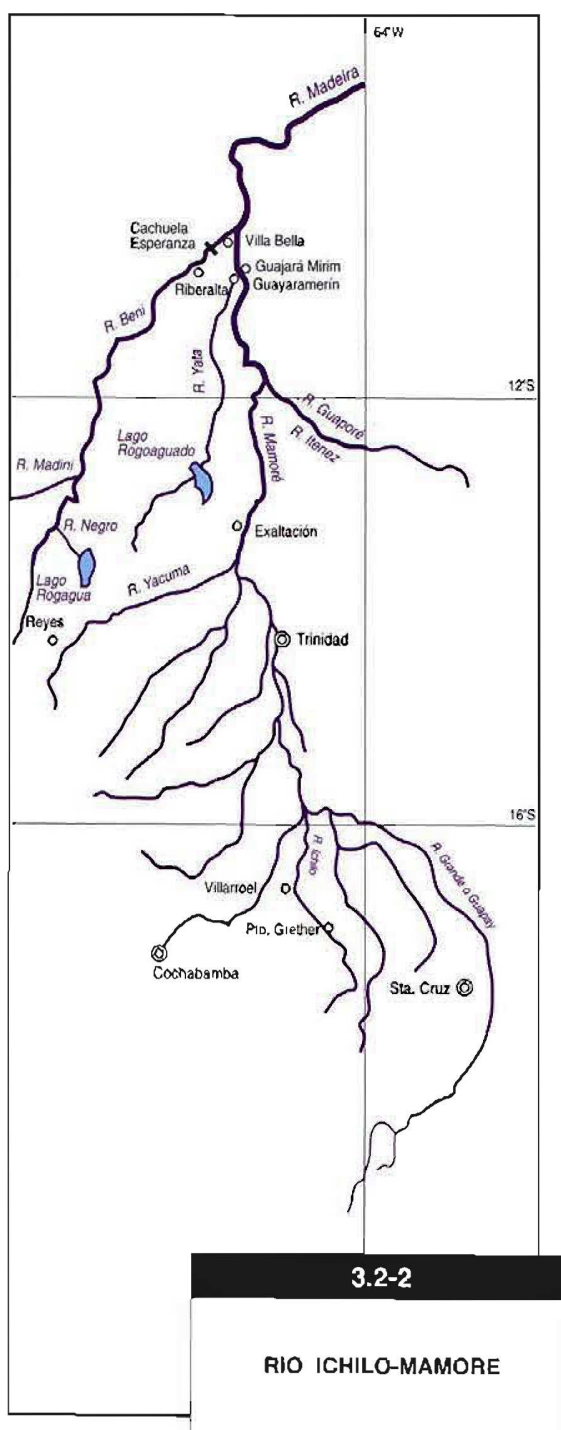 64°W
R. Madeira
Cachuela
Esperanza
Villa Bella
Guajará Mirim
Riberalta
Guayaramerín
R. Beni
R. Yata
12°S
R. Guaporé
R. Itenez
R. Mamoré
Lago
Rogoaguado
R. Madini
R. Negro
Exaltación
Lago
Rogagua
R. Yacuma
Reyes
Trinidad
16°S
R. Ichilo
R. Grande o Guapay
Villarroel
Pto. Grether
Cochabamba
Sta. Cruz
3.2-2
RIO ICHILO-MAMORE